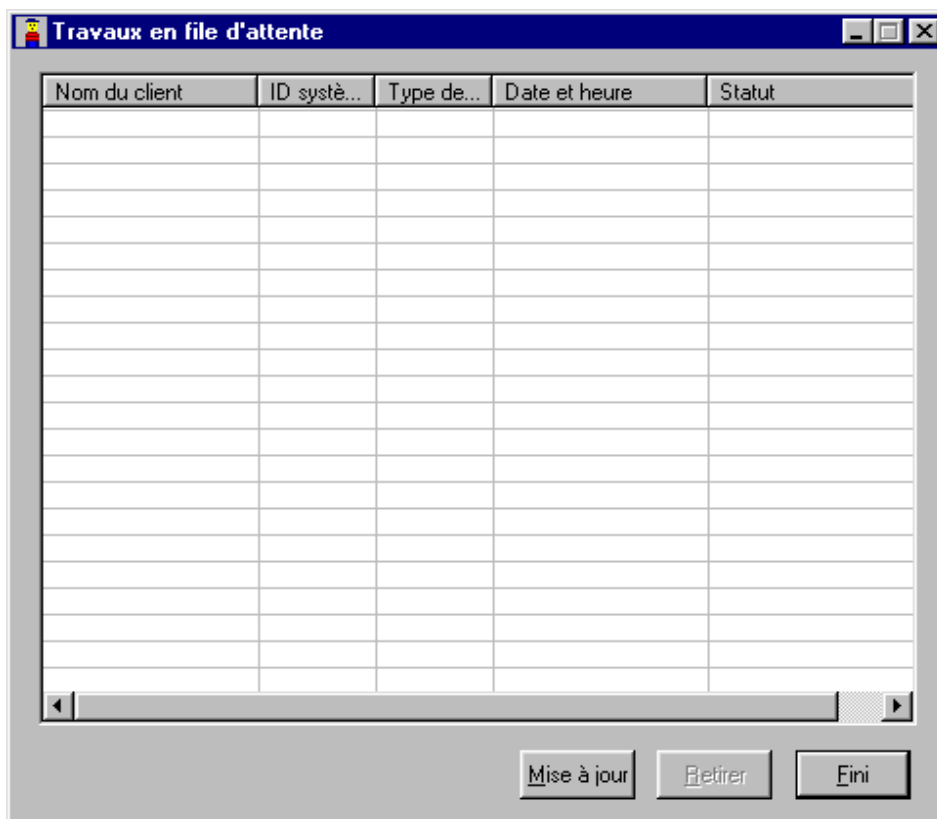 Travaux en file d'attente
Nom du client ID systè... Type de... Date et heure Statut
Mise à jour Retirer Fini